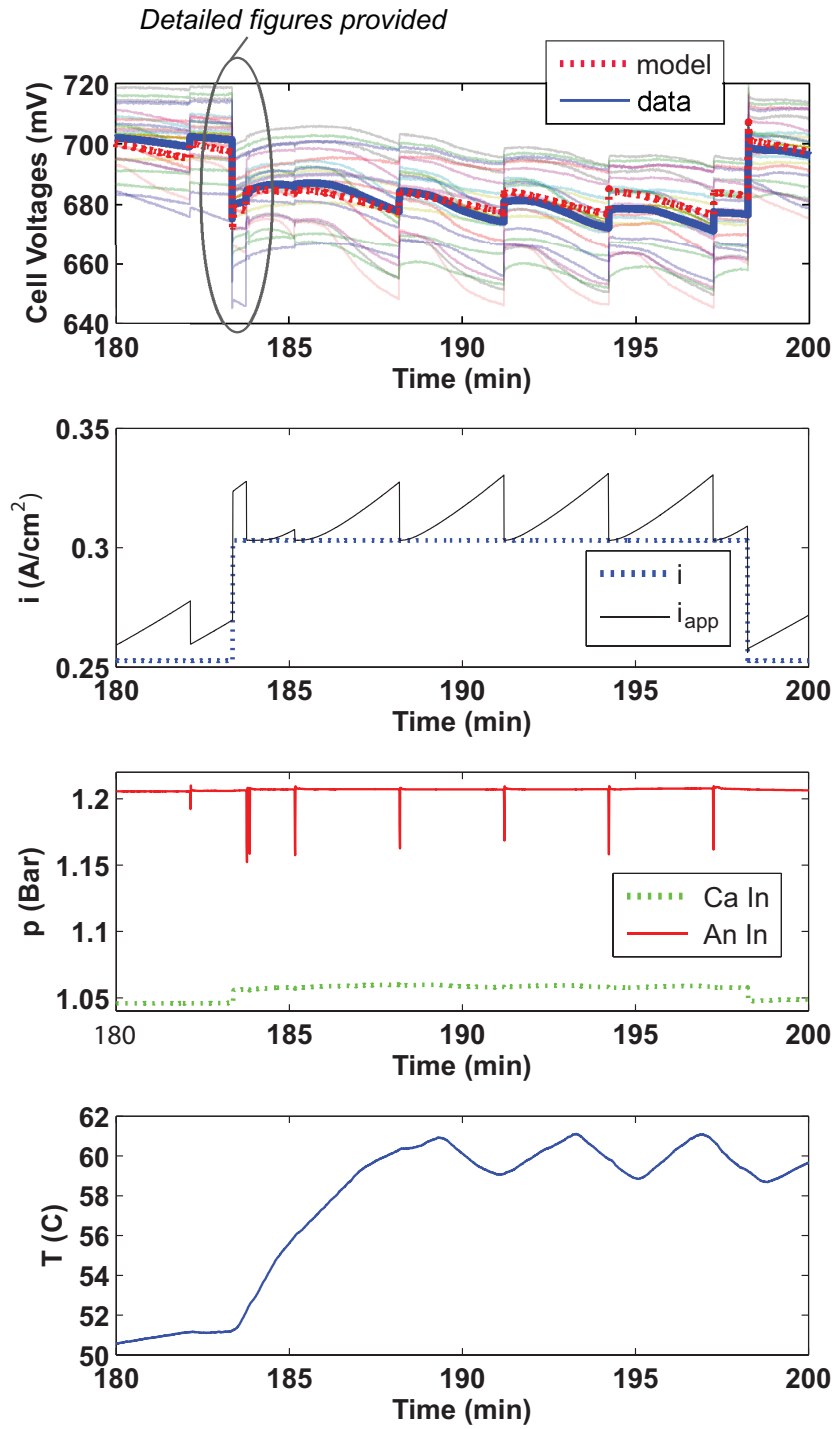 Detailed figures provided
model
data
Cell Voltages (mV)
720
700
680
660
640
180
185
190
195
200
Time (min)
i (A/cm2)
0.35
0.3
0.25
i
iapp
180
185
190
195
200
Time (min)
p (Bar)
1.2
1.15
1.1
1.05
Ca In
An In
180
185
190
195
200
Time (min)
T (C)
62
60
58
56
54
52
50
180
185
190
195
200
Time (min)